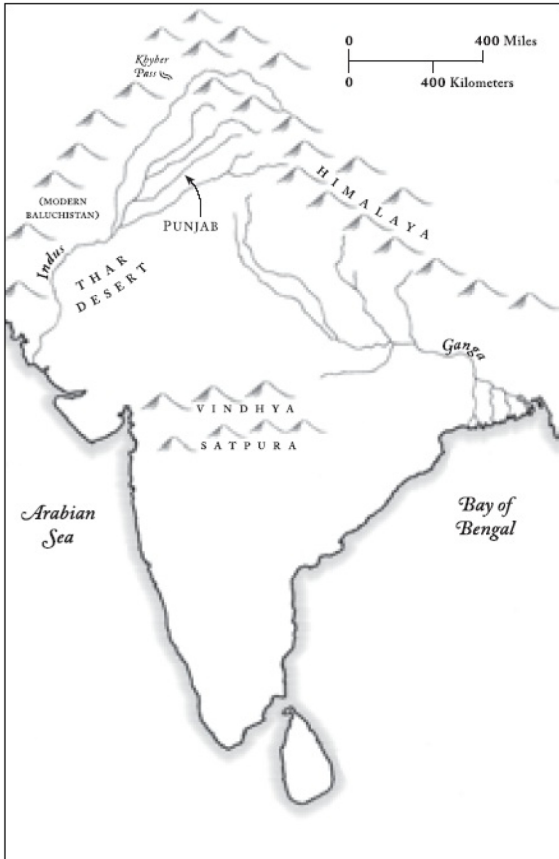 0 400 Miles
0 400 Kilometers
Khyber
Pass
HIMALAYA
(MODERN
BALUCHISTAN)
PUNJAB
Indus
THAR
DESERT
Ganga
VINDHYA
SATPURA
Arabian
Sea
Bay of
Bengal